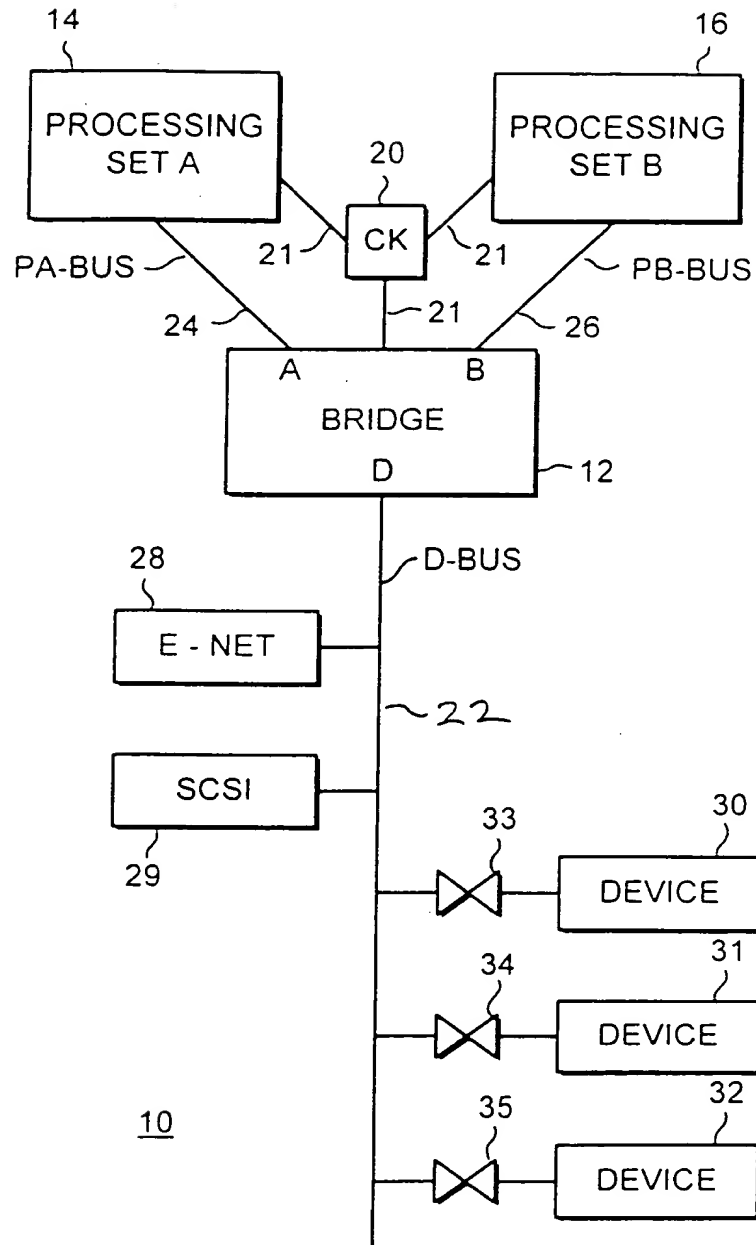 14
16
PROCESSING
SET A
PROCESSING
SET B
20
CK
21
21
PA-BUS
PB-BUS
21
24
26
A
B
BRIDGE
D
12
D-BUS
28
E - NET
22
SCSI
29
33
30
DEVICE
34
31
DEVICE
10
35
32
DEVICE